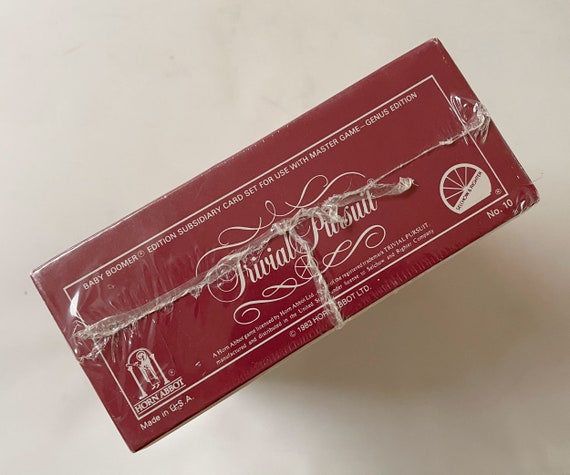 BABY BOOMER® EDITION SUBSIDIARY CARD SET FOR USE WITH MASTER GAME—GENUS EDITION
Trivial Pursuit®
A Horn Abbot game licensed by Horn Abbot Ltd. of the registered trademark TRIVIAL PURSUIT
manufactured and distributed in the United States under license to Selchow and Righter Company
© 1983 HORN ABBOT LTD.
HORN ABBOT
Made in U.S.A.
SELCHOW & RIGHTER
No. 10